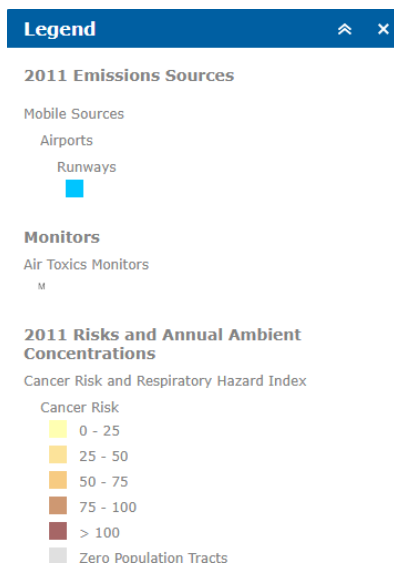 Legend
2011 Emissions Sources
Mobile Sources
Airports
Runways
Monitors
Air Toxics Monitors
M
2011 Risks and Annual Ambient
Concentrations
Cancer Risk and Respiratory Hazard Index
Cancer Risk
0 - 25
25 - 50
50 - 75
75 - 100
> 100
Zero Population Tracts